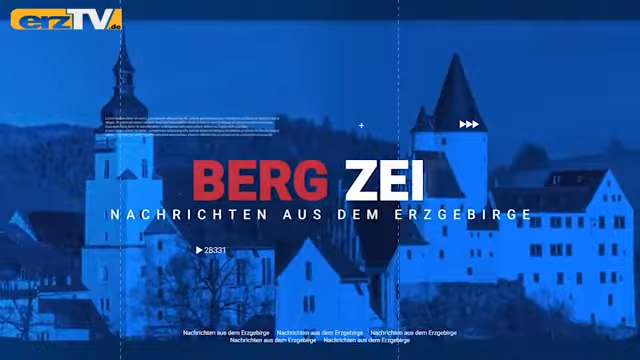 erzTV.de
BERG ZEI
NACHRICHTEN AUS DEM ERZGEBIRGE
28331
Nachrichten aus dem Erzgebirge Nachrichten aus dem Erzgebirge Nachrichten aus dem Erzgebirge
Nachrichten aus dem Erzgebirge Nachrichten aus dem Erzgebirge